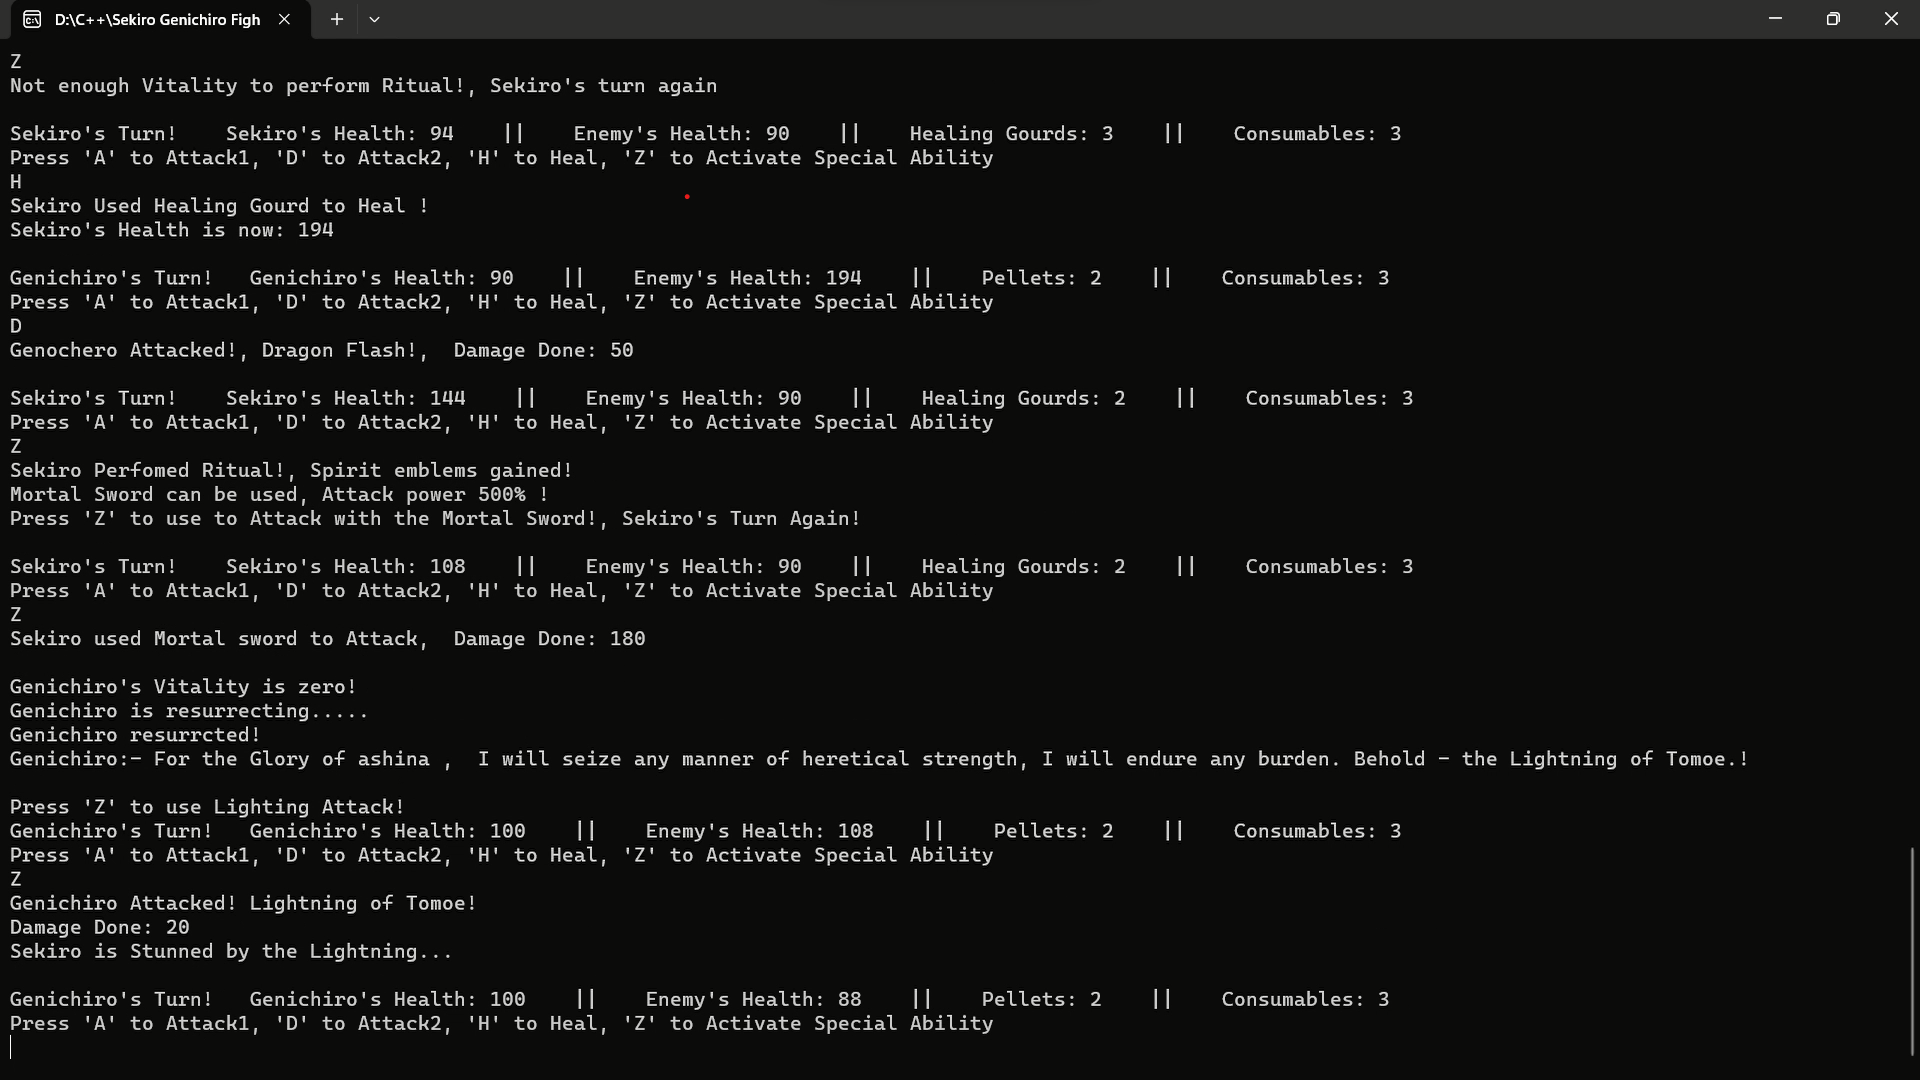 D:\C++\Sekiro Genichiro Figh
Z
Not enough Vitality to perform Ritual!, Sekiro's turn again
Sekiro's Turn!    Sekiro's Health: 94    ||    Enemy's Health: 90    ||    Healing Gourds: 3    ||    Consumables: 3
Press 'A' to Attack1, 'D' to Attack2, 'H' to Heal, 'Z' to Activate Special Ability
H
Sekiro Used Healing Gourd to Heal !
Sekiro's Health is now: 194
Genichiro's Turn!   Genichiro's Health: 90    ||    Enemy's Health: 194    ||    Pellets: 2    ||    Consumables: 3
Press 'A' to Attack1, 'D' to Attack2, 'H' to Heal, 'Z' to Activate Special Ability
D
Genochero Attacked!, Dragon Flash!,  Damage Done: 50
Sekiro's Turn!    Sekiro's Health: 144    ||    Enemy's Health: 90    ||    Healing Gourds: 2    ||    Consumables: 3
Press 'A' to Attack1, 'D' to Attack2, 'H' to Heal, 'Z' to Activate Special Ability
Z
Sekiro Perfomed Ritual!, Spirit emblems gained!
Mortal Sword can be used, Attack power 500% !
Press 'Z' to use to Attack with the Mortal Sword!, Sekiro's Turn Again!
Sekiro's Turn!    Sekiro's Health: 108    ||    Enemy's Health: 90    ||    Healing Gourds: 2    ||    Consumables: 3
Press 'A' to Attack1, 'D' to Attack2, 'H' to Heal, 'Z' to Activate Special Ability
Z
Sekiro used Mortal sword to Attack,  Damage Done: 180
Genichiro's Vitality is zero!
Genichiro is resurrecting.....
Genichiro resurrcted!
Genichiro:- For the Glory of ashina ,  I will seize any manner of heretical strength, I will endure any burden. Behold - the Lightning of Tomoe.!
Press 'Z' to use Lighting Attack!
Genichiro's Turn!   Genichiro's Health: 100    ||    Enemy's Health: 108    ||    Pellets: 2    ||    Consumables: 3
Press 'A' to Attack1, 'D' to Attack2, 'H' to Heal, 'Z' to Activate Special Ability
Z
Genichiro Attacked! Lightning of Tomoe!
Damage Done: 20
Sekiro is Stunned by the Lightning...
Genichiro's Turn!   Genichiro's Health: 100    ||    Enemy's Health: 88    ||    Pellets: 2    ||    Consumables: 3
Press 'A' to Attack1, 'D' to Attack2, 'H' to Heal, 'Z' to Activate Special Ability